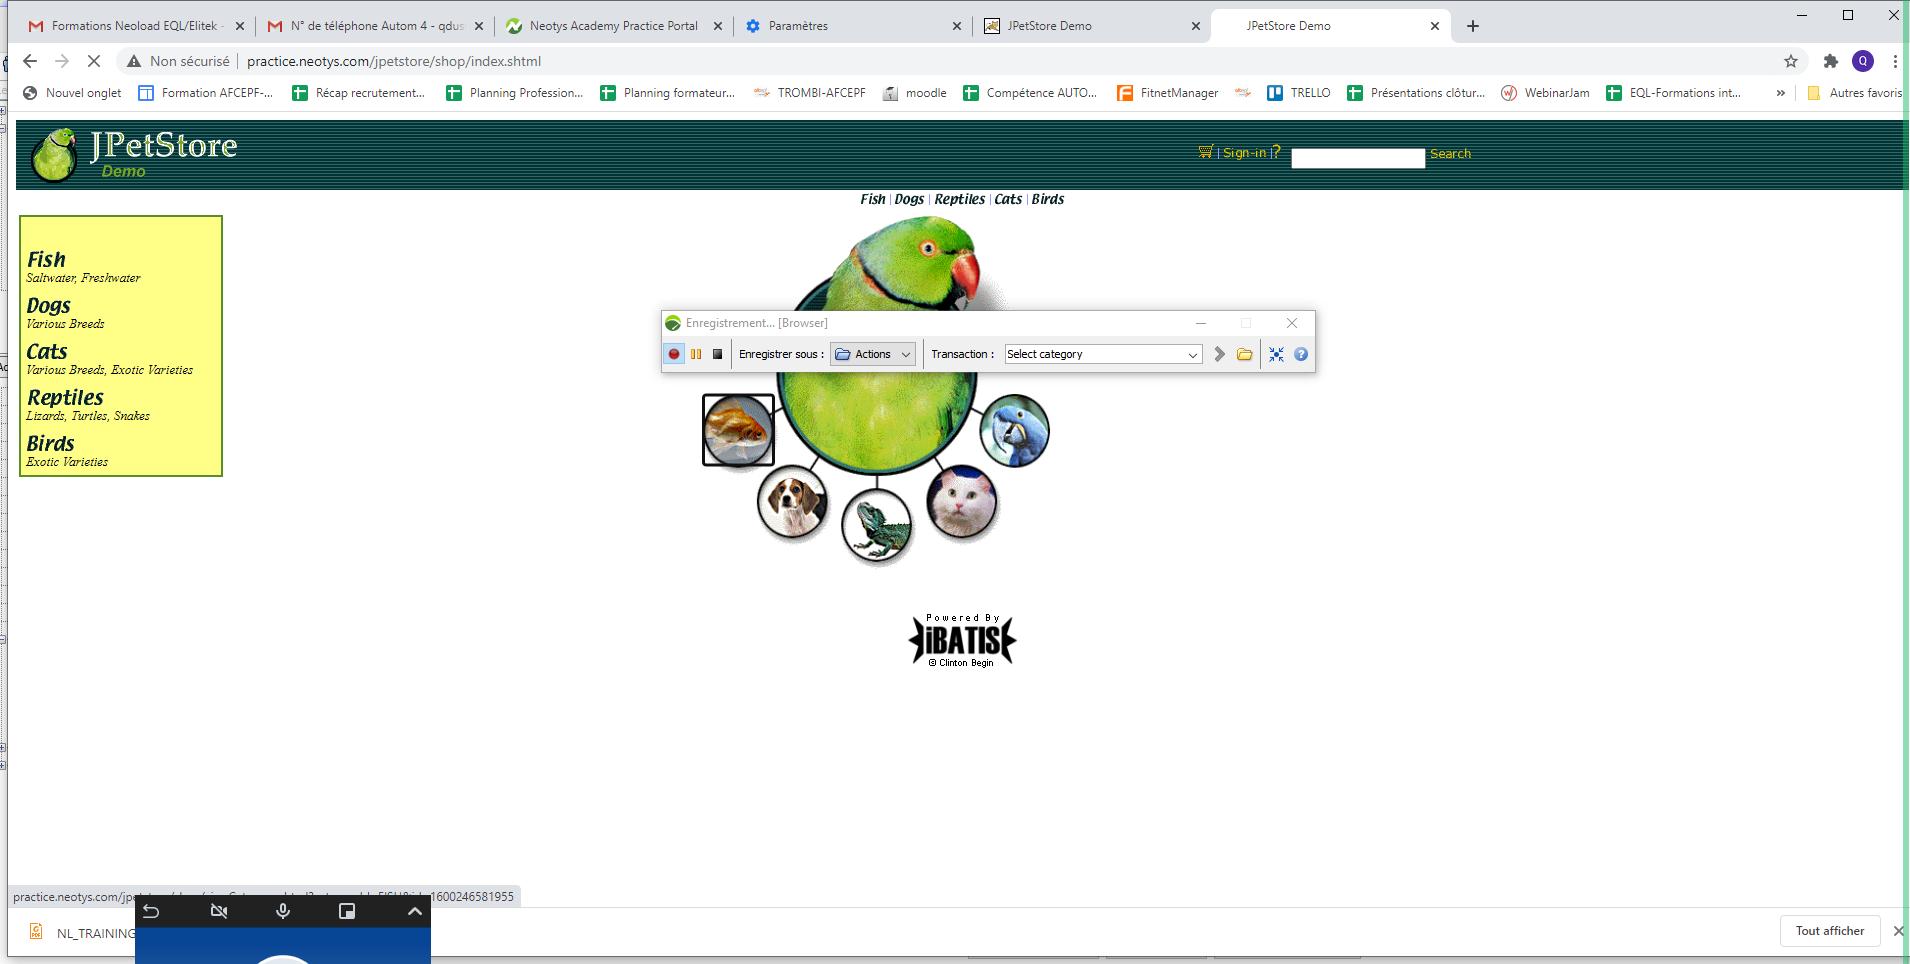 Formations Neoload EQL/Elitek -
N° de téléphone Autom 4 - qdus
Neotys Academy Practice Portal
Paramètres
JPetStore Demo
JPetStore Demo
Non sécurisé
practice.neotys.com/jpetstore/shop/index.shtml
Q
Nouvel onglet
Formation AFCEPF-...
Récap recrutement...
Planning Profession...
Planning formateur...
TROMBI-AFCEPF
moodle
Compétence AUTO...
FitnetManager
TRELLO
Présentations clôtur...
WebinarJam
EQL-Formations int...
»
Autres favoris
JPetStore
Demo
| Sign-in |?
Search
Fish | Dogs | Reptiles | Cats | Birds
Fish
Saltwater, Freshwater
Dogs
Various Breeds
Cats
Various Breeds, Exotic Varieties
Reptiles
Lizards, Turtles, Snakes
Birds
Exotic Varieties
Enregistrement... [Browser]
Enregistrer sous :
Actions
Transaction :
Select category
Powered By
iBATIS
© Clinton Begin
practice.neotys.com/jpe
1600246581955
NL_TRAINING
Tout afficher